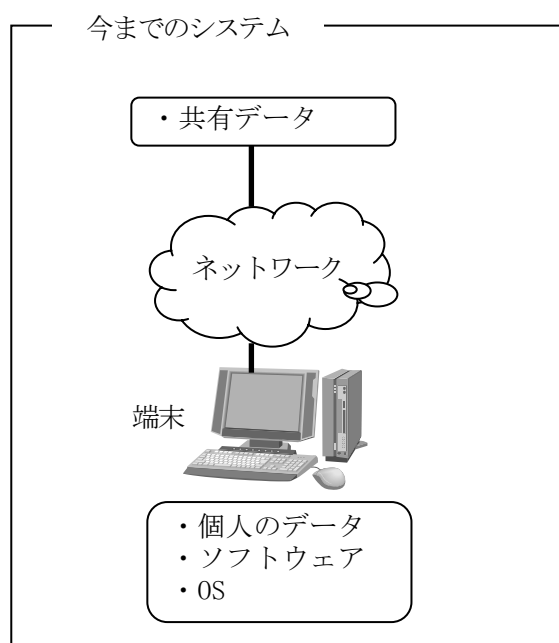 今までのシステム
・共有データ
ネットワーク
端末
・個人のデータ
・ソフトウェア
・OS